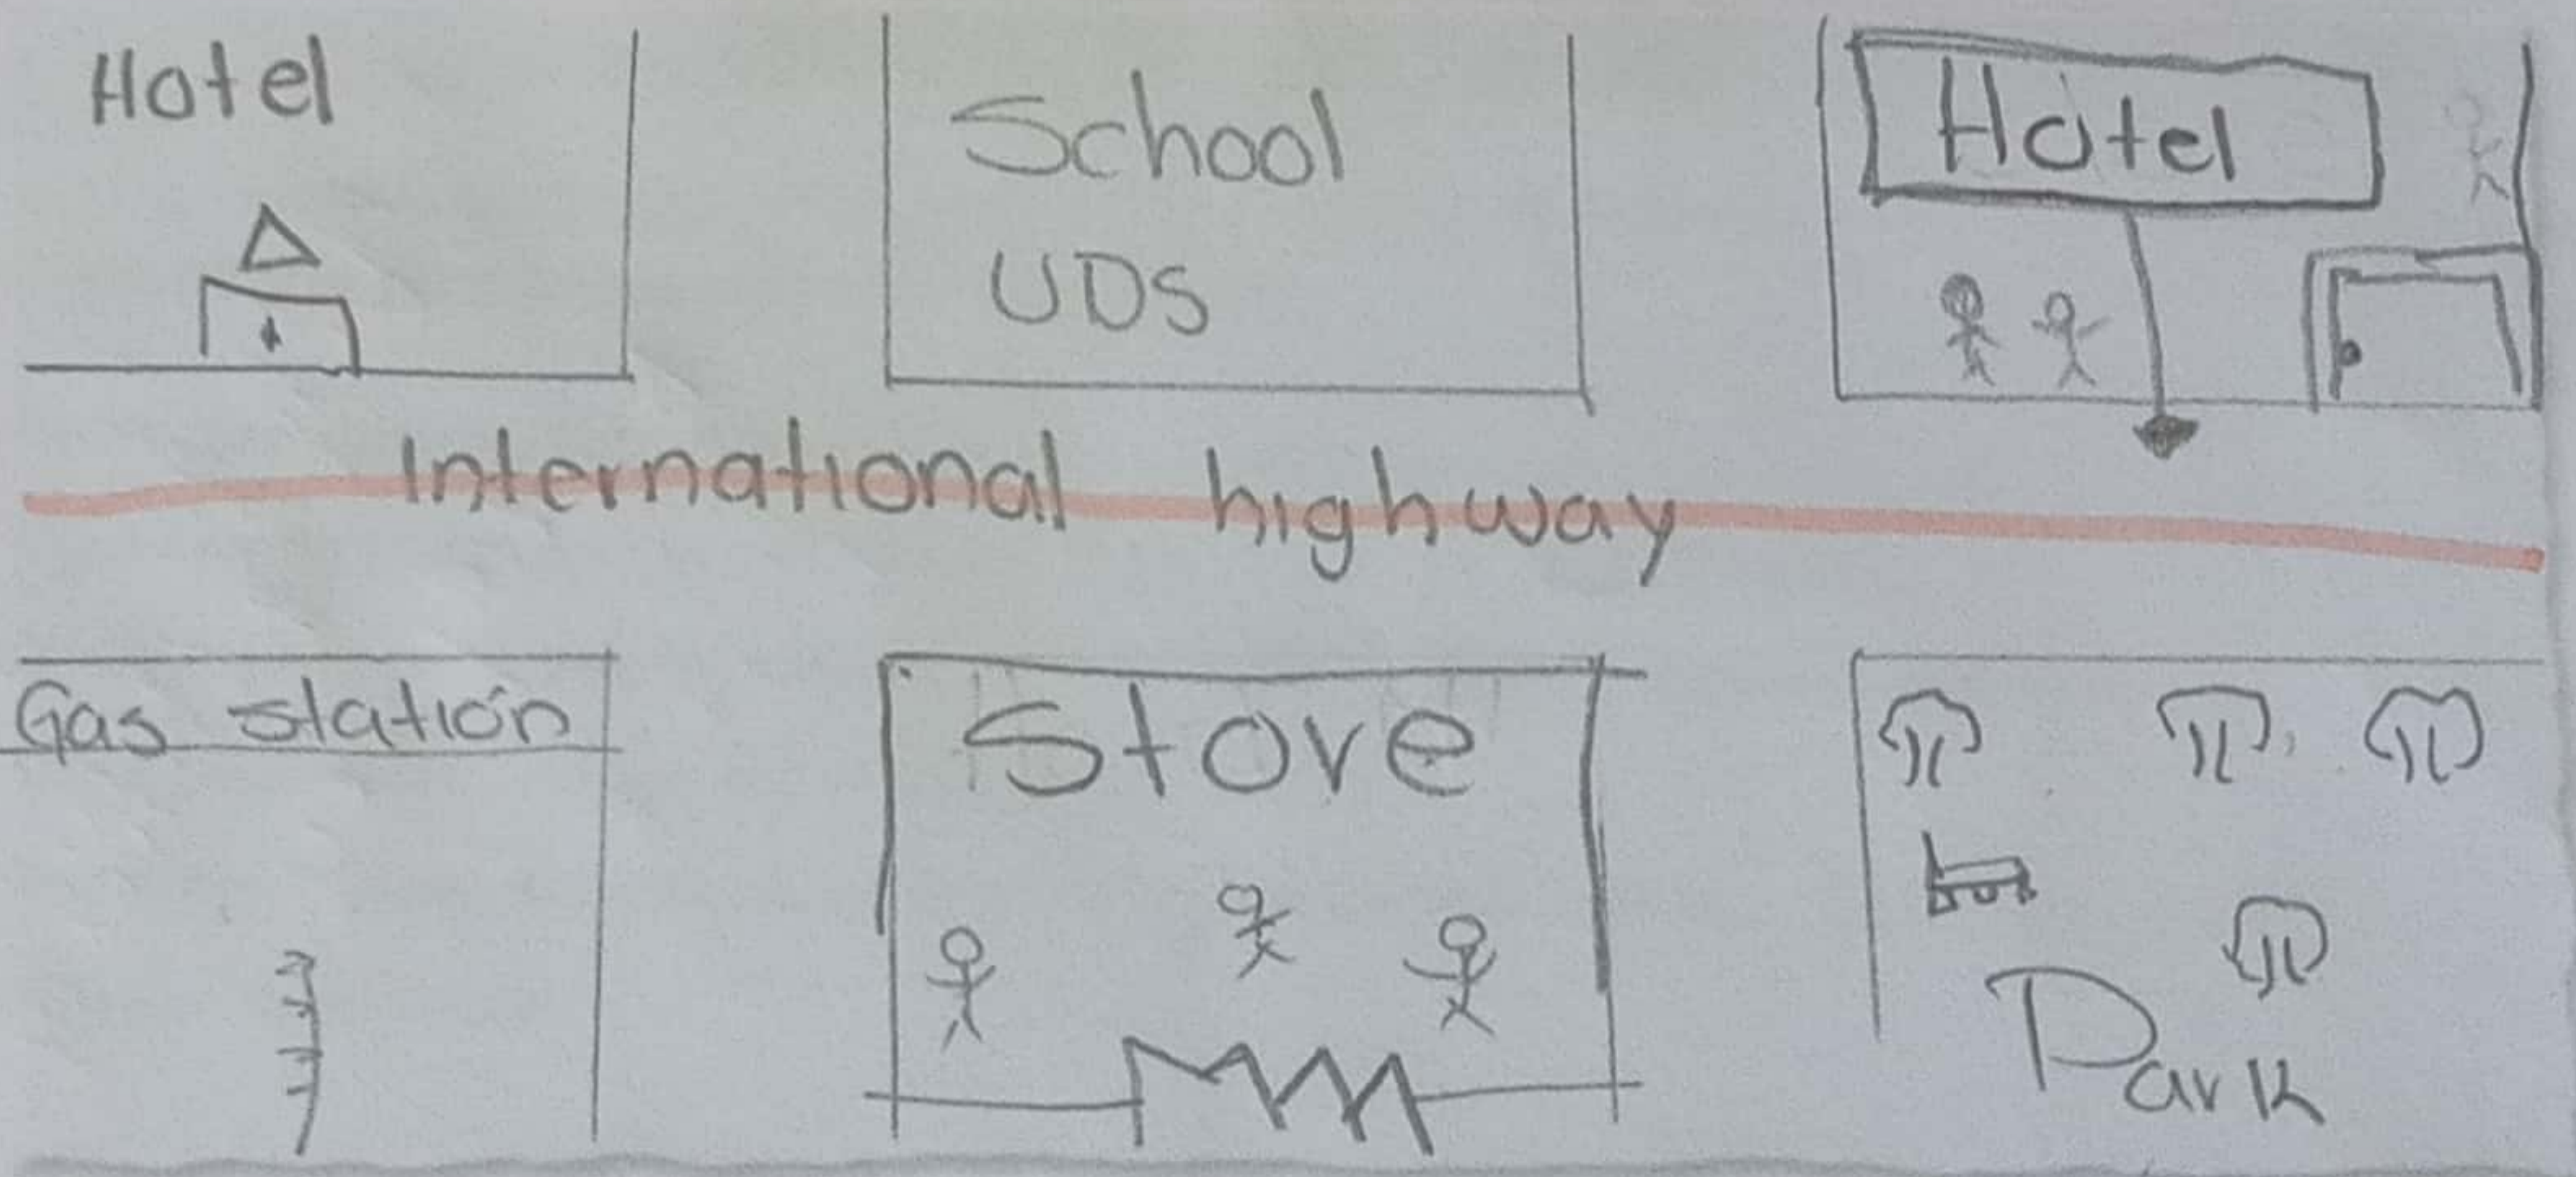 Hotel
School
UDS
Hotel
International highway
Gas station
Store
Park